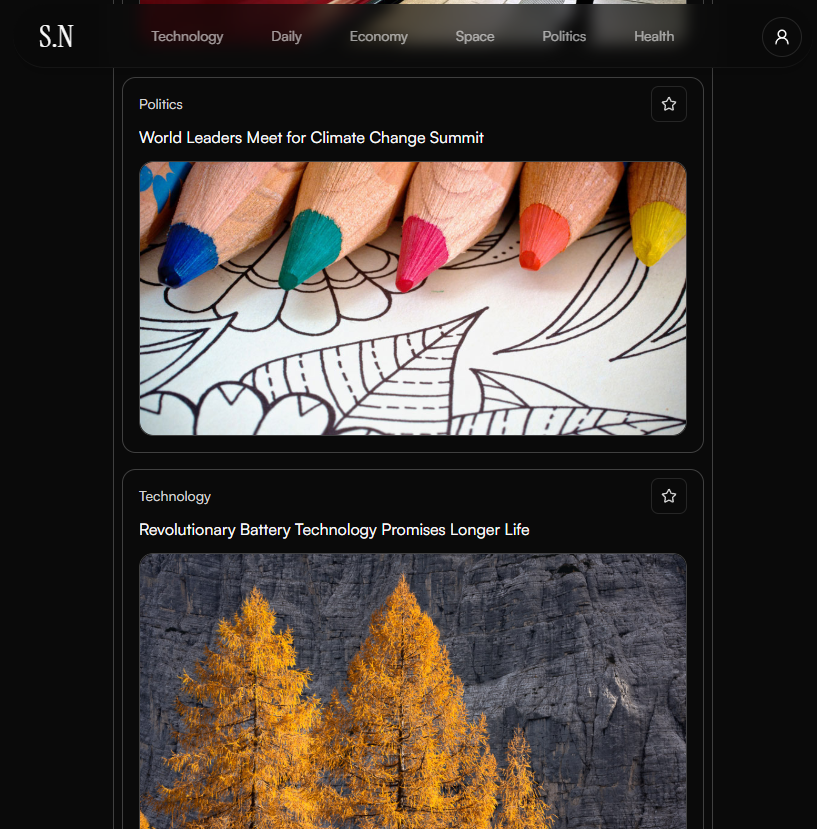 S.N
Technology Daily Economy Space Politics Health
Politics
World Leaders Meet for Climate Change Summit
Technology
Revolutionary Battery Technology Promises Longer Life